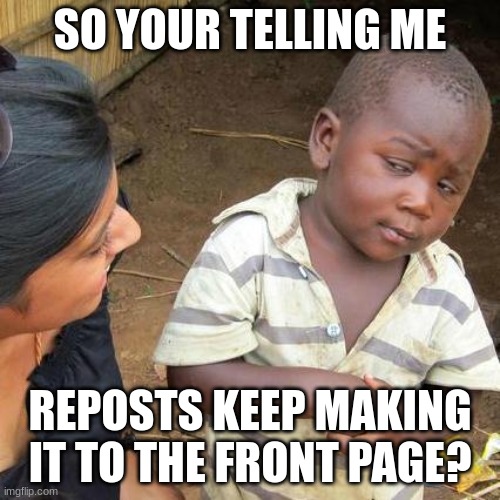 SO YOUR TELLING ME
REPOSTS KEEP MAKING
IT TO THE FRONT PAGE?
imgflip.com